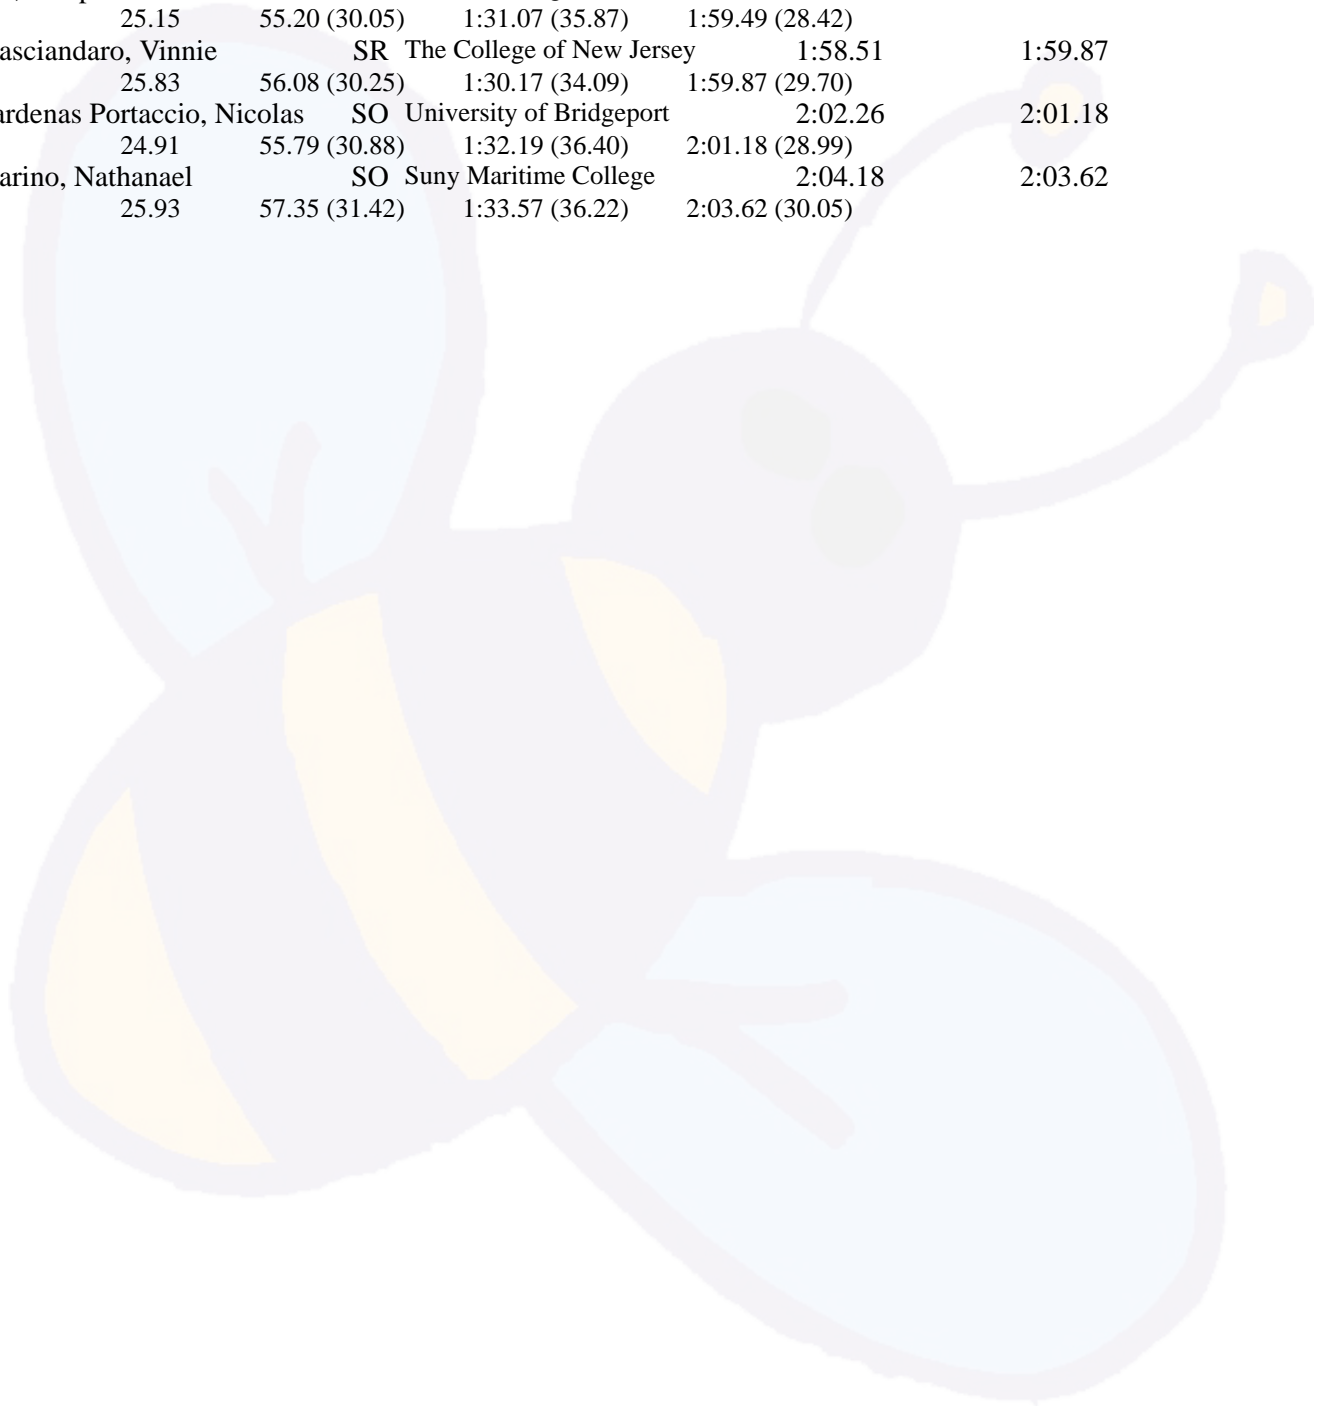 25.15 55.20 (30.05) 1:31.07 (35.87) 1:59.49 (28.42)
asciandaro, Vinnie SR The College of New Jersey 1:58.51 1:59.87
25.83 56.08 (30.25) 1:30.17 (34.09) 1:59.87 (29.70)
ardenas Portaccio, Nicolas SO University of Bridgeport 2:02.26 2:01.18
24.91 55.79 (30.88) 1:32.19 (36.40) 2:01.18 (28.99)
arino, Nathanael SO Suny Maritime College 2:04.18 2:03.62
25.93 57.35 (31.42) 1:33.57 (36.22) 2:03.62 (30.05)